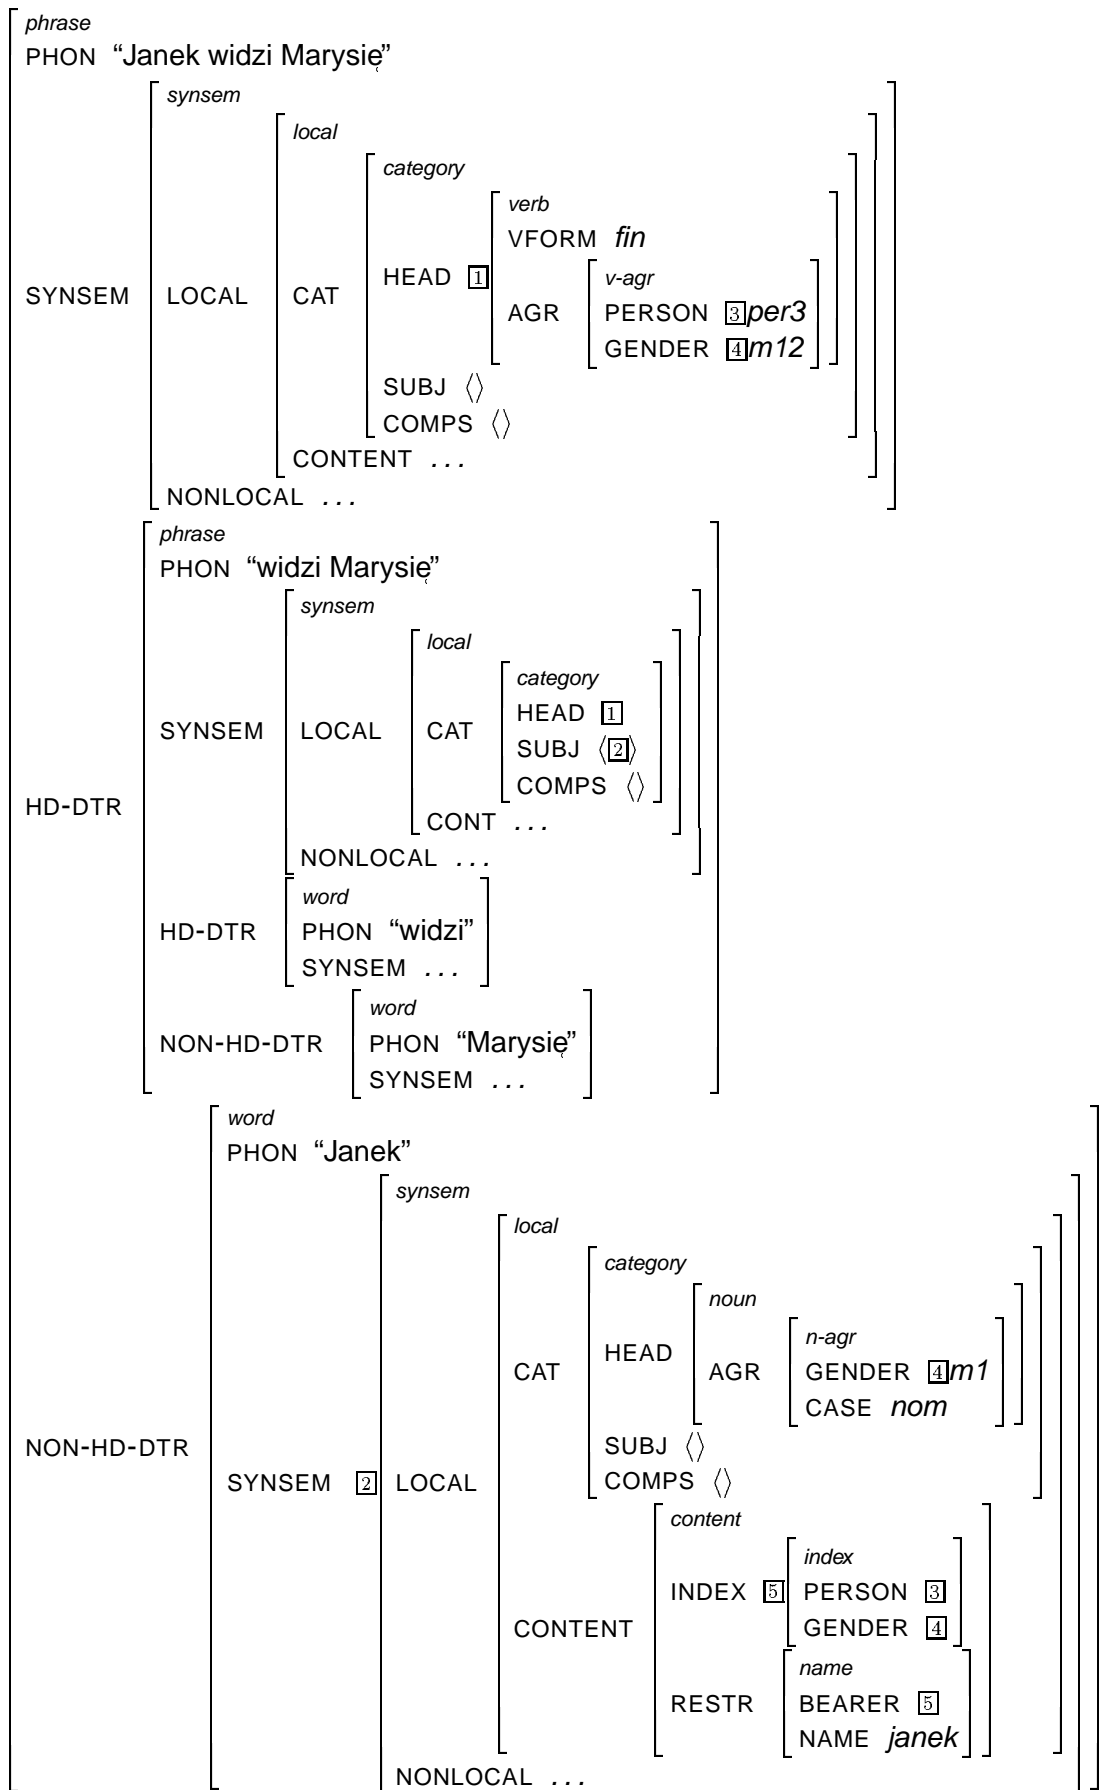 phrase
PHON “Janek widzi Marysię”
synsem
local
category
verb
VFORM fin
HEAD 1
v-agr
SYNSEM LOCAL CAT AGR PERSON 3 per3
GENDER 4 m12
SUBJ ⟨⟩
COMPS ⟨⟩
CONTENT ...
NONLOCAL ...
phrase
PHON “widzi Marysię”
synsem
local
category
HEAD 1
SYNSEM LOCAL CAT SUBJ ⟨2⟩
COMPS ⟨⟩
HD-DTR
CONT ...
NONLOCAL ...
word
HD-DTR PHON “widzi”
SYNSEM ...
word
NON-HD-DTR PHON “Marysię”
SYNSEM ...
word
PHON “Janek”
synsem
local
category
noun
n-agr
HEAD
CAT AGR GENDER 4 m1
CASE nom
NON-HD-DTR SUBJ ⟨⟩
SYNSEM 2 LOCAL COMPS ⟨⟩
content
index
INDEX 5 PERSON 3
CONTENT GENDER 4
name
RESTR BEARER 5
NAME janek
NONLOCAL ...